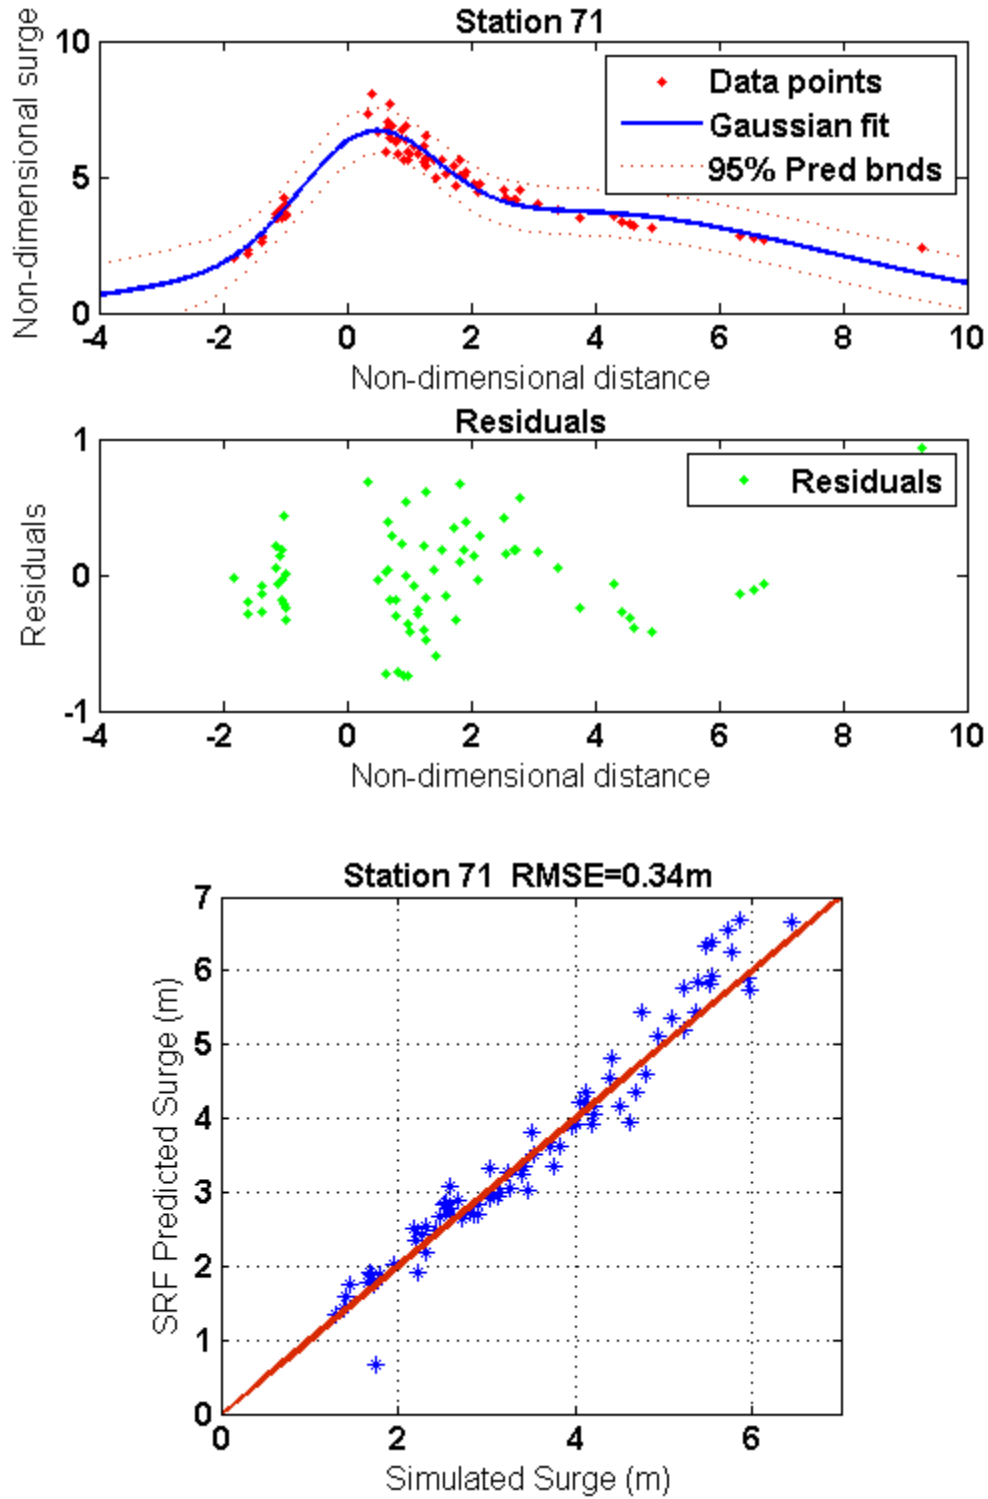 Station 71
Non-dimensional surge
10
5
0
Data points
Gaussian fit
95% Pred bnds
-4 -2 0 2 4 6 8 10
Non-dimensional distance
Residuals
Residuals
1
0
-1
Residuals
-4 -2 0 2 4 6 8 10
Non-dimensional distance
Station 71 RMSE=0.34m
SRF Predicted Surge (m)
7
6
5
4
3
2
1
0
0 2 4 6
Simulated Surge (m)